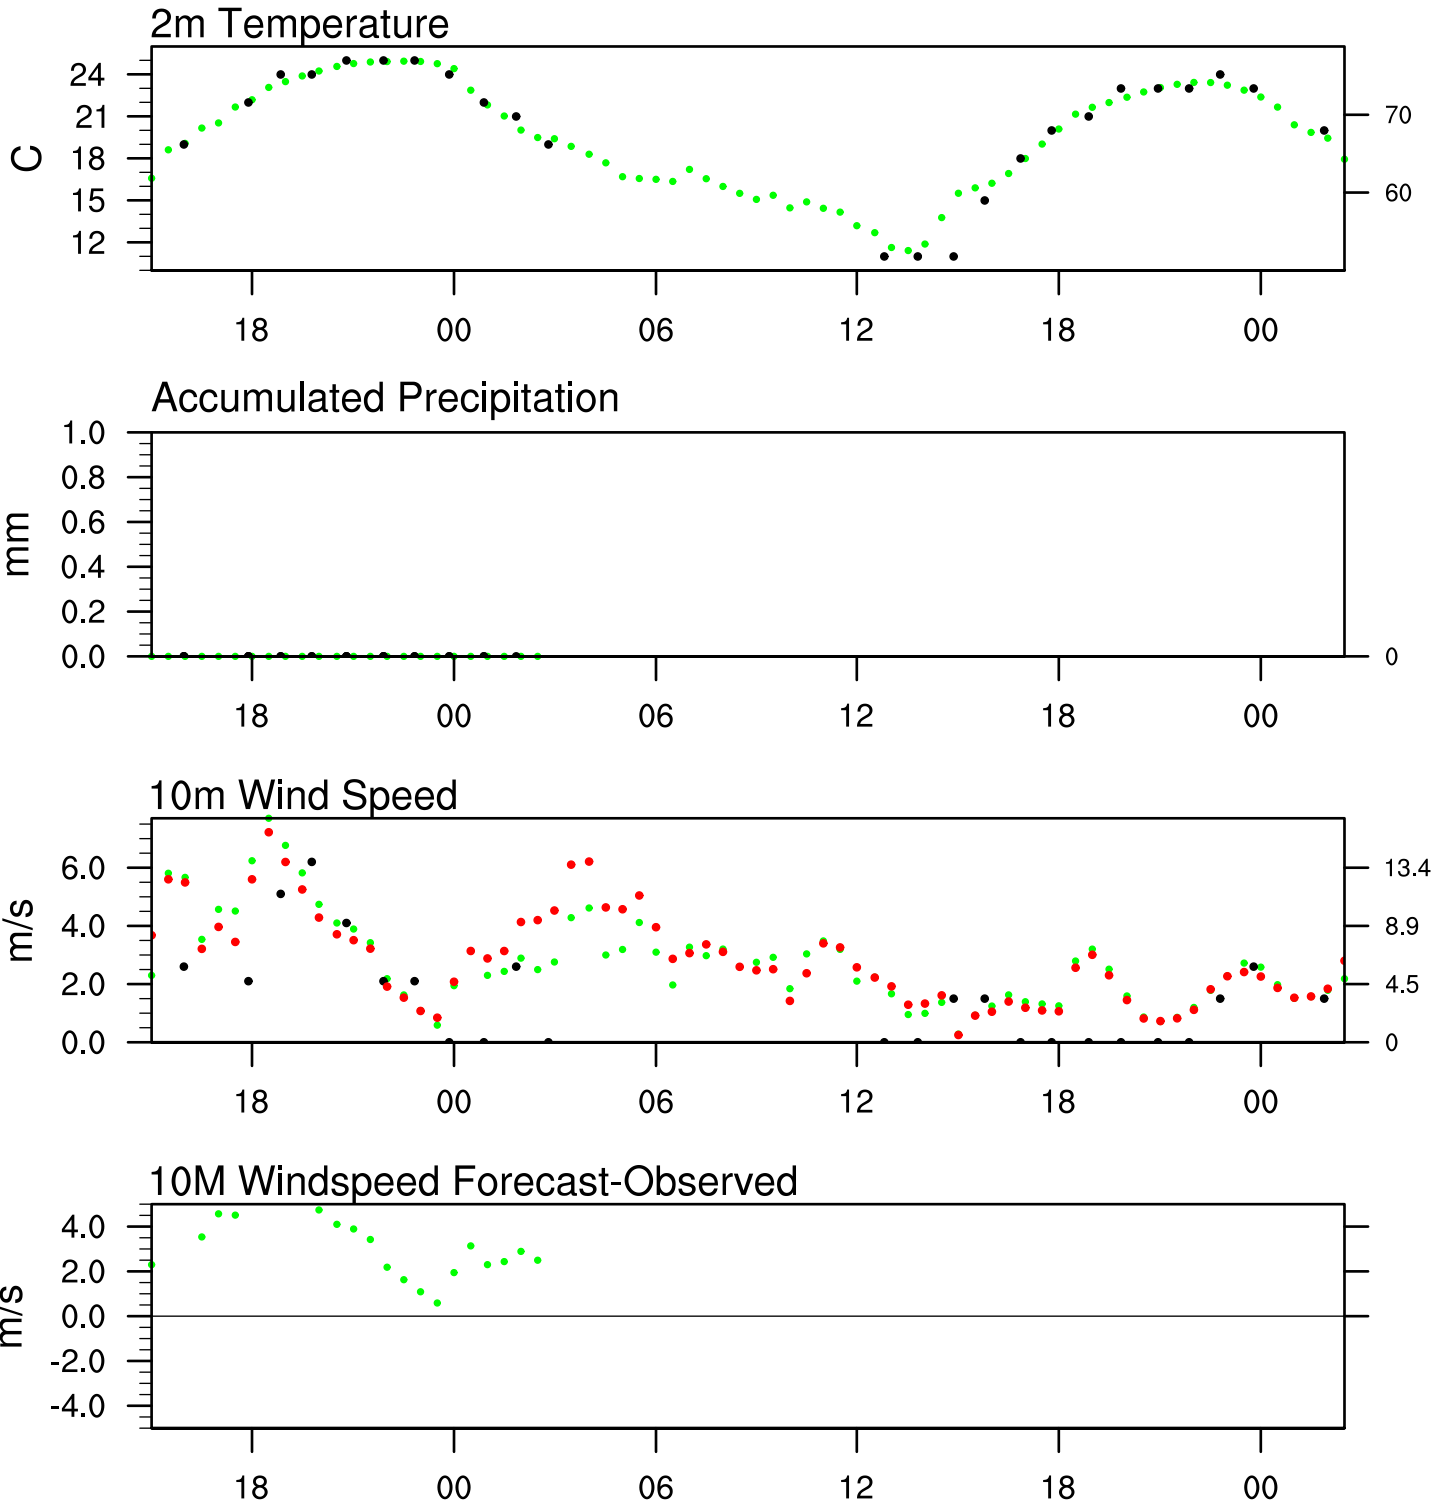 2m Temperature
24
21
18
15
12
C
70
60
18 00 06 12 18 00
Accumulated Precipitation
1.0
0.8
0.6
0.4
0.2
0.0
mm
0
18 00 06 12 18 00
10m Wind Speed
6.0
4.0
2.0
0.0
m/s
13.4
8.9
4.5
0
18 00 06 12 18 00
10M Windspeed Forecast-Observed
4.0
2.0
0.0
-2.0
-4.0
m/s
18 00 06 12 18 00